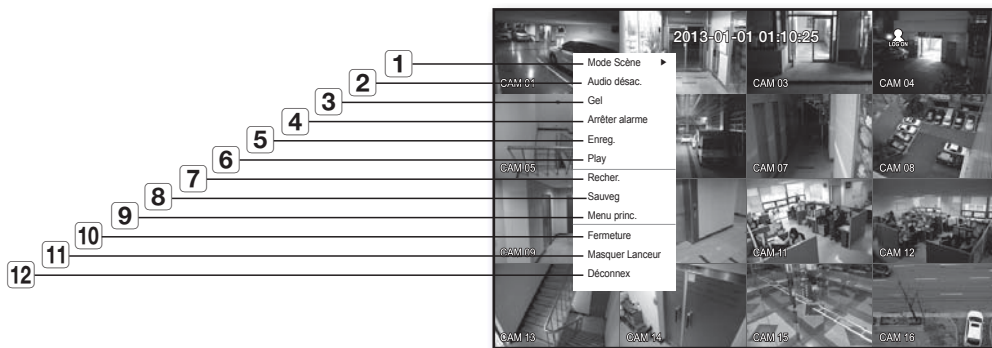 2013-01-01 01:10:25
LOG ON
1 Mode Scène ▶
2 Audio désac.
3 Gel
4 Arrêter alarme
5 Enreg.
6 Play
7 Recher.
8 Sauveg
9 Menu princ.
10 Fermeture
11 Masquer Lanceur
12 Déconnex
CAM 01
CAM 03
CAM 04
CAM 05
CAM 07
CAM 08
CAM 09
CAM 11
CAM 12
CAM 13
CAM 14
CAM 15
CAM 16